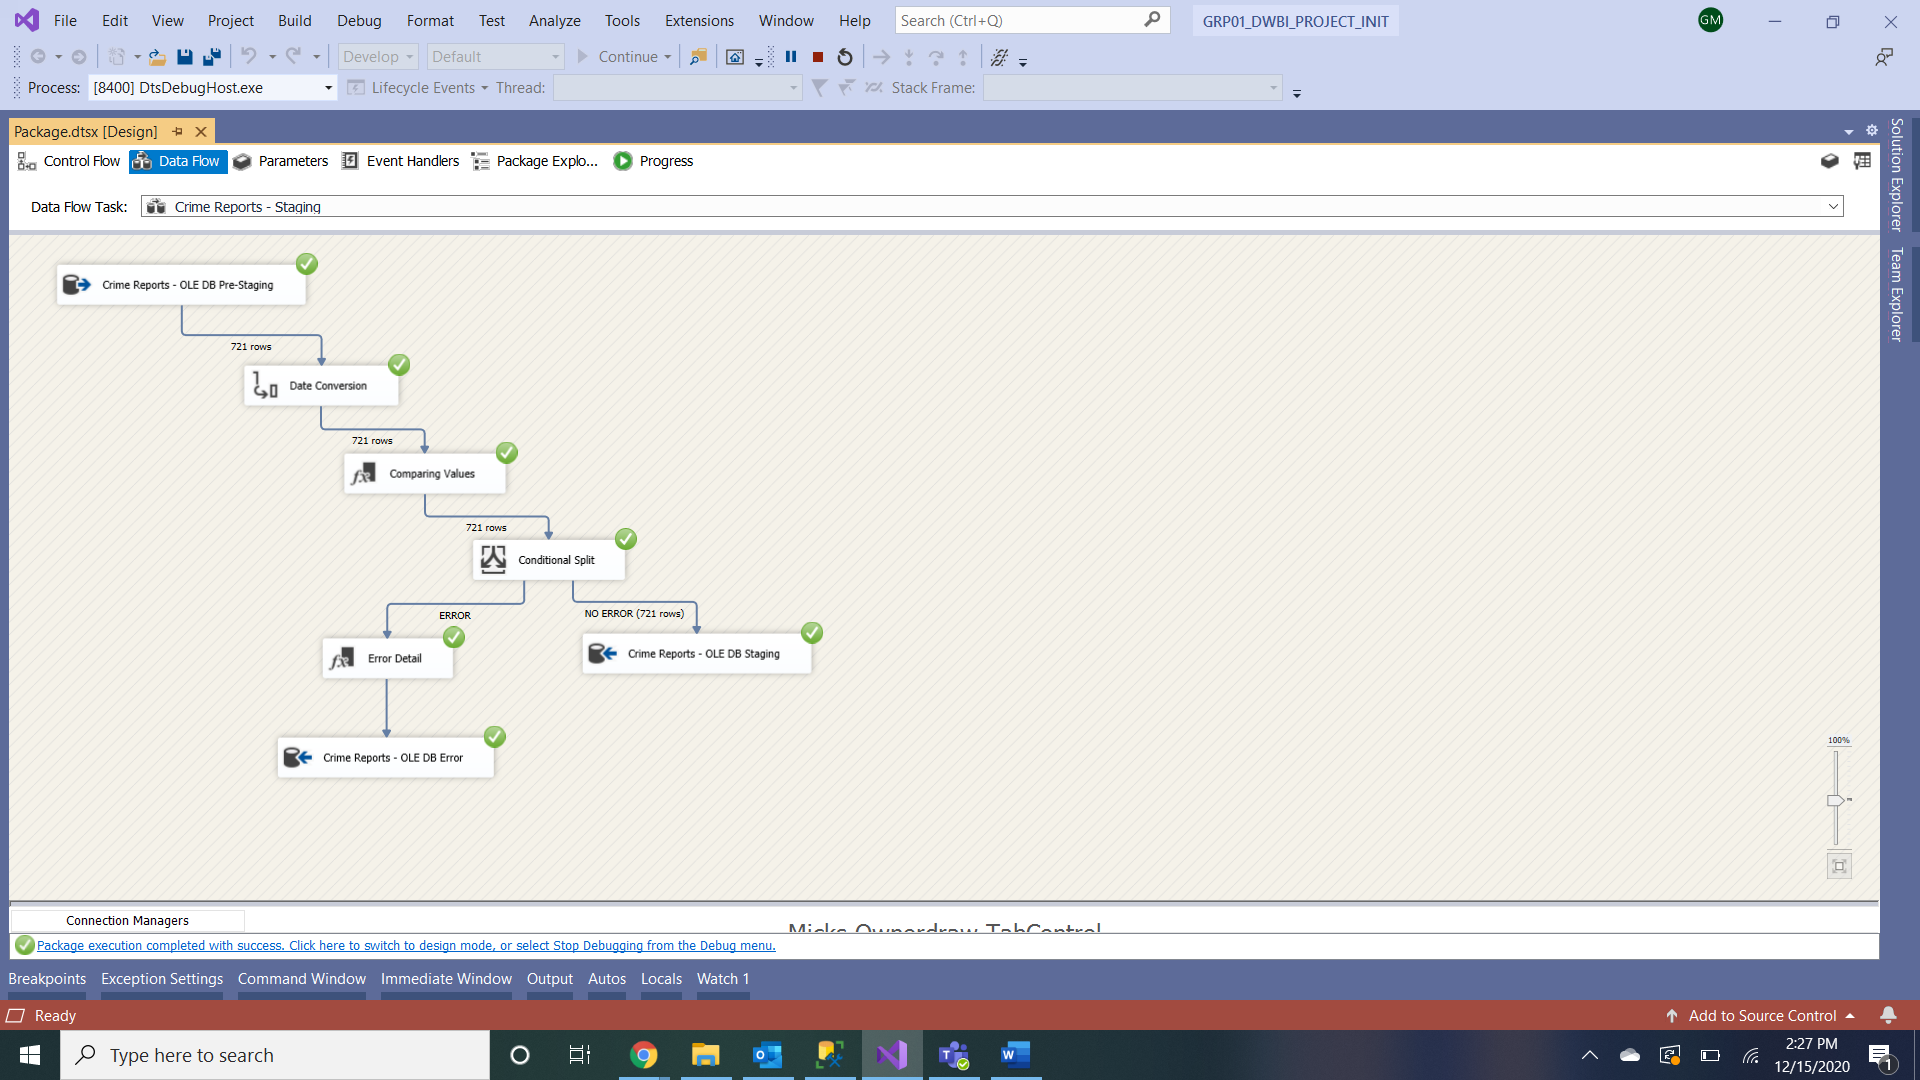 File Edit View Project Build Debug Format Test Analyze Tools Extensions Window Help Search (Ctrl+Q) GRP01_DWBI_PROJECT_INIT GM
Develop Default Continue
Process: [8400] DtsDebugHost.exe Lifecycle Events Thread: Stack Frame:
Package.dtsx [Design]
Control Flow Data Flow Parameters Event Handlers Package Explo... Progress
Data Flow Task: Crime Reports - Staging
Solution Explorer
Team Explorer
Crime Reports - OLE DB Pre-Staging
721 rows
Date Conversion
721 rows
Comparing Values
721 rows
Conditional Split
ERROR
NO ERROR (721 rows)
Error Detail
Crime Reports - OLE DB Staging
Crime Reports - OLE DB Error
100%
Connection Managers
Micks Ownerdraw TabControl
Package execution completed with success. Click here to switch to design mode, or select Stop Debugging from the Debug menu.
Breakpoints Exception Settings Command Window Immediate Window Output Autos Locals Watch 1
Ready
Add to Source Control
Type here to search
2:27 PM
12/15/2020
1